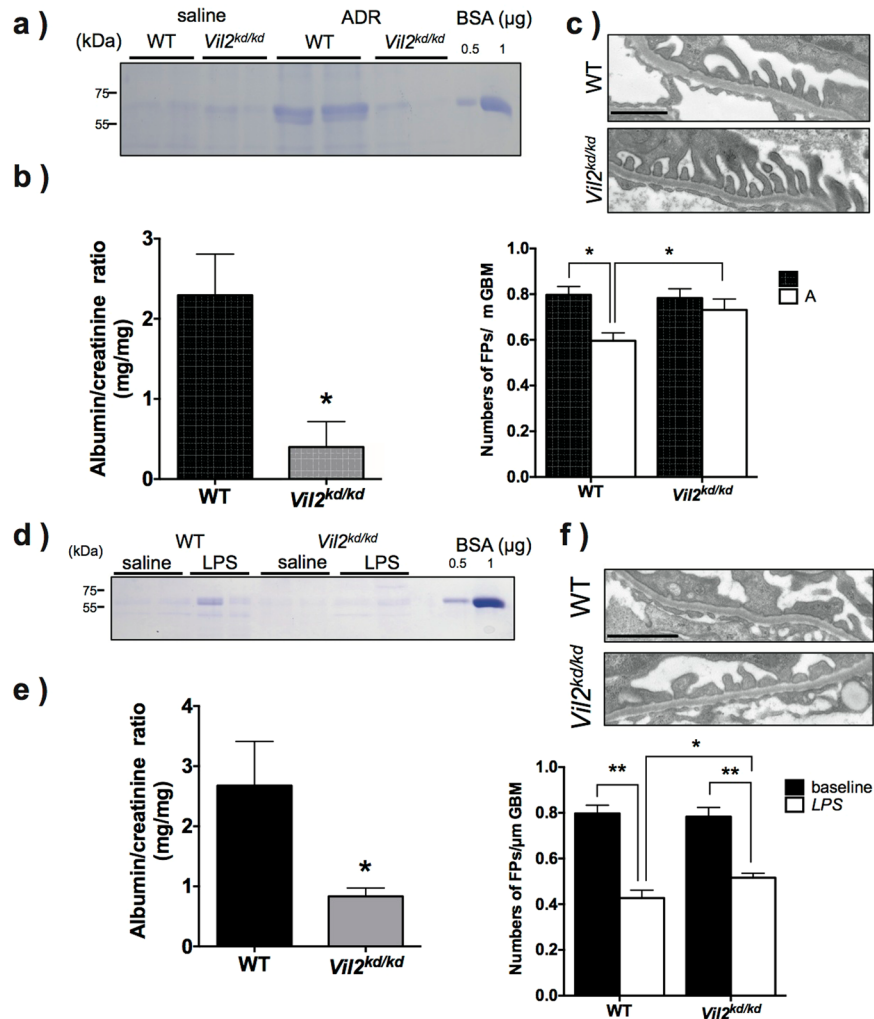 a )
saline
ADR
BSA (µg)
(kDa)
WT
Vil2kd/kd
WT
Vil2kd/kd
0.5
1
75
55
c )
WT
Vil2kd/kd
b )
Albumin/creatinine ratio
(mg/mg)
3
2
1
0
*
WT
Vil2kd/kd
Numbers of FPs/ m GBM
1.0
0.8
0.6
0.4
0.2
0.0
*
*
A
WT
Vil2kd/kd
d )
WT
Vil2kd/kd
BSA (µg)
(kDa)
saline
LPS
saline
LPS
0.5
1
75
55
f )
WT
Vil2kd/kd
e )
Albumin/creatinine ratio
(mg/mg)
4
3
2
1
0
*
WT
Vil2kd/kd
Numbers of FPs/µm GBM
1.0
0.8
0.6
0.4
0.2
0.0
**
*
**
baseline
LPS
WT
Vil2kd/kd